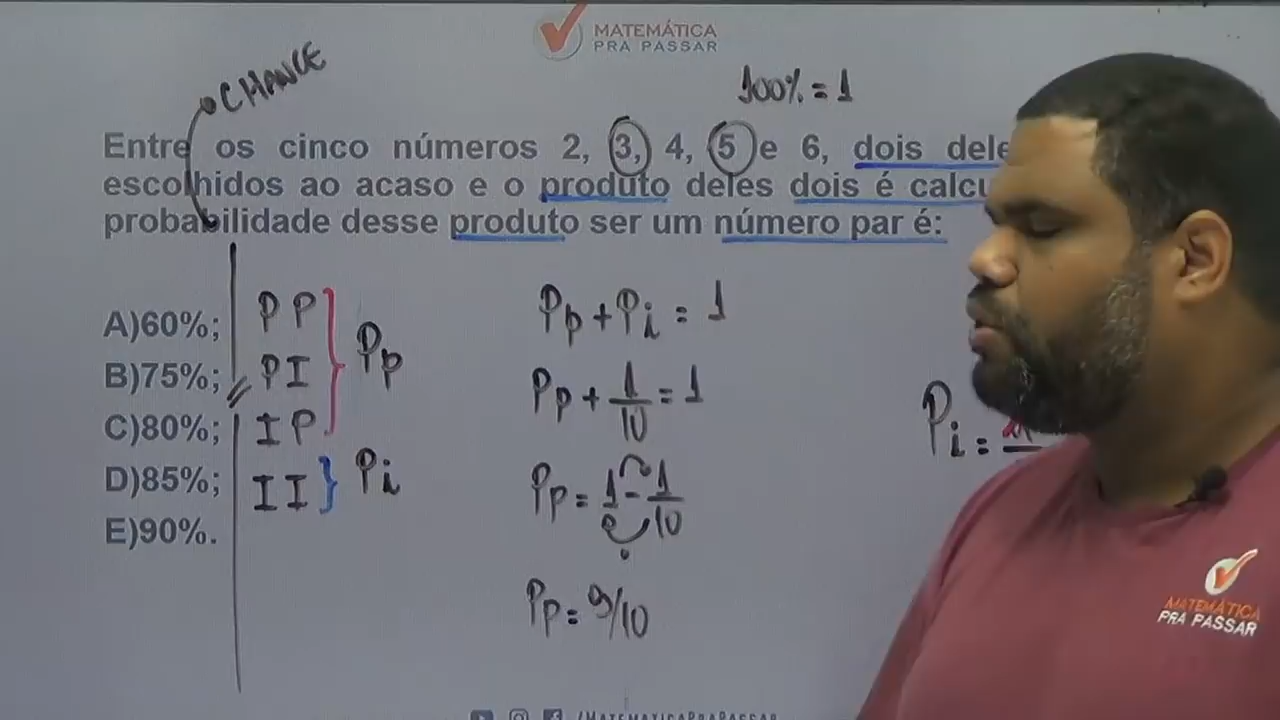 MATEMÁTICA
PRA PASSAR
CHANCE
100% = 1
Entre os cinco números 2, 3, 4, 5 e 6, dois
escolhidos ao acaso e o produto deles dois é
probabilidade desse produto ser um número par é:
A)60%;
B)75%;
C)80%;
D)85%;
E)90%.
P P
P I
I P
I I
Pp
Pi
Pp + Pi = 1
Pp + 1/10 = 1
Pp = 1 - 1/10
Pp = 9/10
Pi =
MATEMÁTICA
PRA PASSAR
/MATEMATICAPRAPASSAR